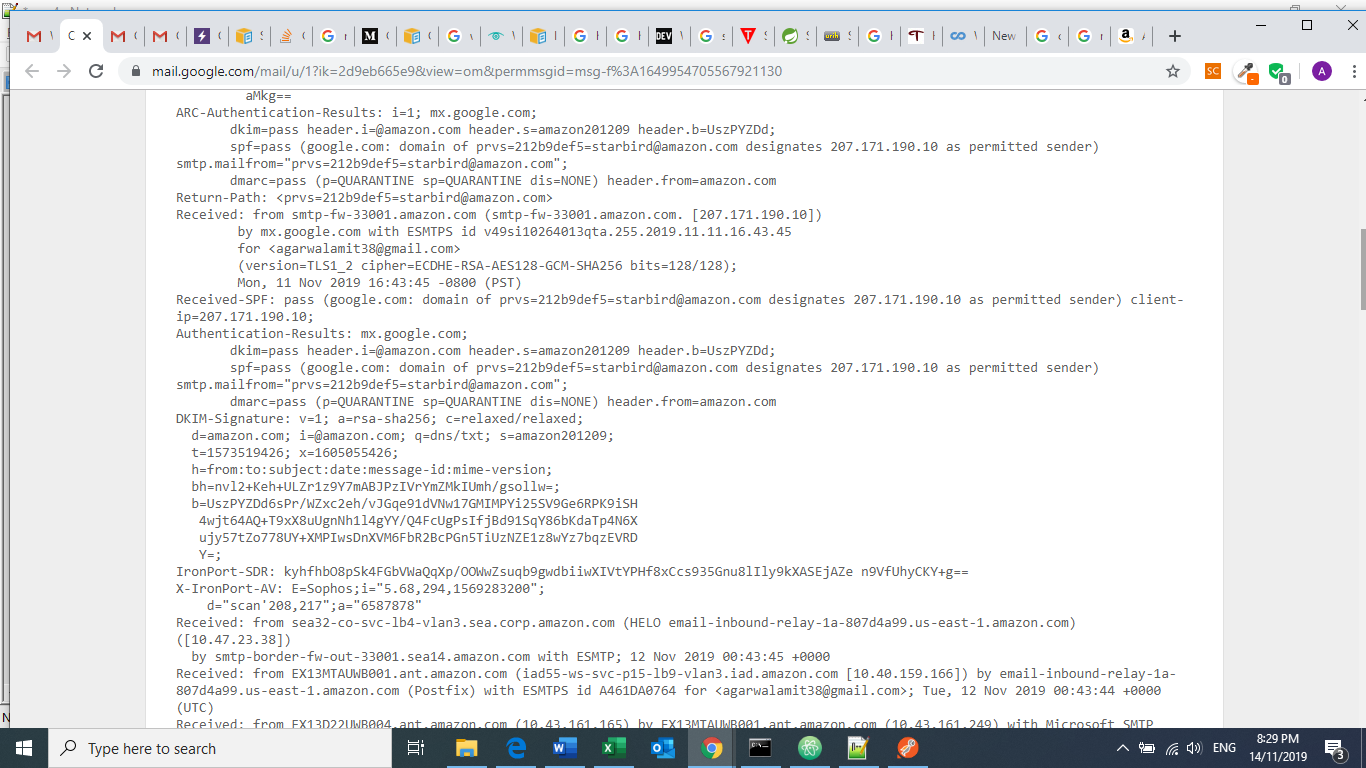 mail.google.com/mail/u/1?ik=2d9eb665e9&view=om&permmsgid=msg-f%3A1649954705567921130
aMkg==
ARC-Authentication-Results: i=1; mx.google.com;
dkim=pass header.i=@amazon.com header.s=amazon201209 header.b=UszPYZDd;
spf=pass (google.com: domain of prvs=212b9def5=starbird@amazon.com designates 207.171.190.10 as permitted sender)
smtp.mailfrom="prvs=212b9def5=starbird@amazon.com";
dmarc=pass (p=QUARANTINE sp=QUARANTINE dis=NONE) header.from=amazon.com
Return-Path: <prvs=212b9def5=starbird@amazon.com>
Received: from smtp-fw-33001.amazon.com (smtp-fw-33001.amazon.com. [207.171.190.10])
by mx.google.com with ESMTPS id v49si10264013qta.255.2019.11.11.16.43.45
for <agarwalamit38@gmail.com>
(version=TLS1_2 cipher=ECDHE-RSA-AES128-GCM-SHA256 bits=128/128);
Mon, 11 Nov 2019 16:43:45 -0800 (PST)
Received-SPF: pass (google.com: domain of prvs=212b9def5=starbird@amazon.com designates 207.171.190.10 as permitted sender) client-
ip=207.171.190.10;
Authentication-Results: mx.google.com;
dkim=pass header.i=@amazon.com header.s=amazon201209 header.b=UszPYZDd;
spf=pass (google.com: domain of prvs=212b9def5=starbird@amazon.com designates 207.171.190.10 as permitted sender)
smtp.mailfrom="prvs=212b9def5=starbird@amazon.com";
dmarc=pass (p=QUARANTINE sp=QUARANTINE dis=NONE) header.from=amazon.com
DKIM-Signature: v=1; a=rsa-sha256; c=relaxed/relaxed;
d=amazon.com; i=@amazon.com; q=dns/txt; s=amazon201209;
t=1573519426; x=1605055426;
h=from:to:subject:date:message-id:mime-version;
bh=nvl2+Keh+ULZr1z9Y7mABJPzIVrYmZMkIUmh/gsollw=;
b=UszPYZDd6sPr/WZxc2eh/vJGqe91dVNw17GMIMPYi25SV9Ge6RPK9iSH
4wjt64AQ+T9xX8uUgnNh1l4gYY/Q4FcUgPsIfjBd91SqY86bKdaTp4N6X
ujy57tZo778UY+XMPIwsDnXVM6FbR2BcPGn5TiUzNZE1z8wYz7bqzEVRD
Y=;
IronPort-SDR: kyhfhbO8pSk4FGbVWaQqXp/OOWwZsuqb9gwdbiiwXIVtYPHf8xCcs935Gnu8lIly9kXASEjAZe n9VfUhyCKY+g==
X-IronPort-AV: E=Sophos;i="5.68,294,1569283200";
d="scan'208,217";a="6587878"
Received: from sea32-co-svc-lb4-vlan3.sea.corp.amazon.com (HELO email-inbound-relay-1a-807d4a99.us-east-1.amazon.com)
([10.47.23.38])
by smtp-border-fw-out-33001.sea14.amazon.com with ESMTP; 12 Nov 2019 00:43:45 +0000
Received: from EX13MTAUWB001.ant.amazon.com (iad55-ws-svc-p15-lb9-vlan3.iad.amazon.com [10.40.159.166]) by email-inbound-relay-1a-
807d4a99.us-east-1.amazon.com (Postfix) with ESMTPS id A461DA0764 for <agarwalamit38@gmail.com>; Tue, 12 Nov 2019 00:43:44 +0000
(UTC)
Received: from EX13D22UWB004.ant.amazon.com (10.43.161.165) by EX13MTAUWB001.ant.amazon.com (10.43.161.249) with Microsoft SMTP
Type here to search
ENG
8:29 PM
14/11/2019
3